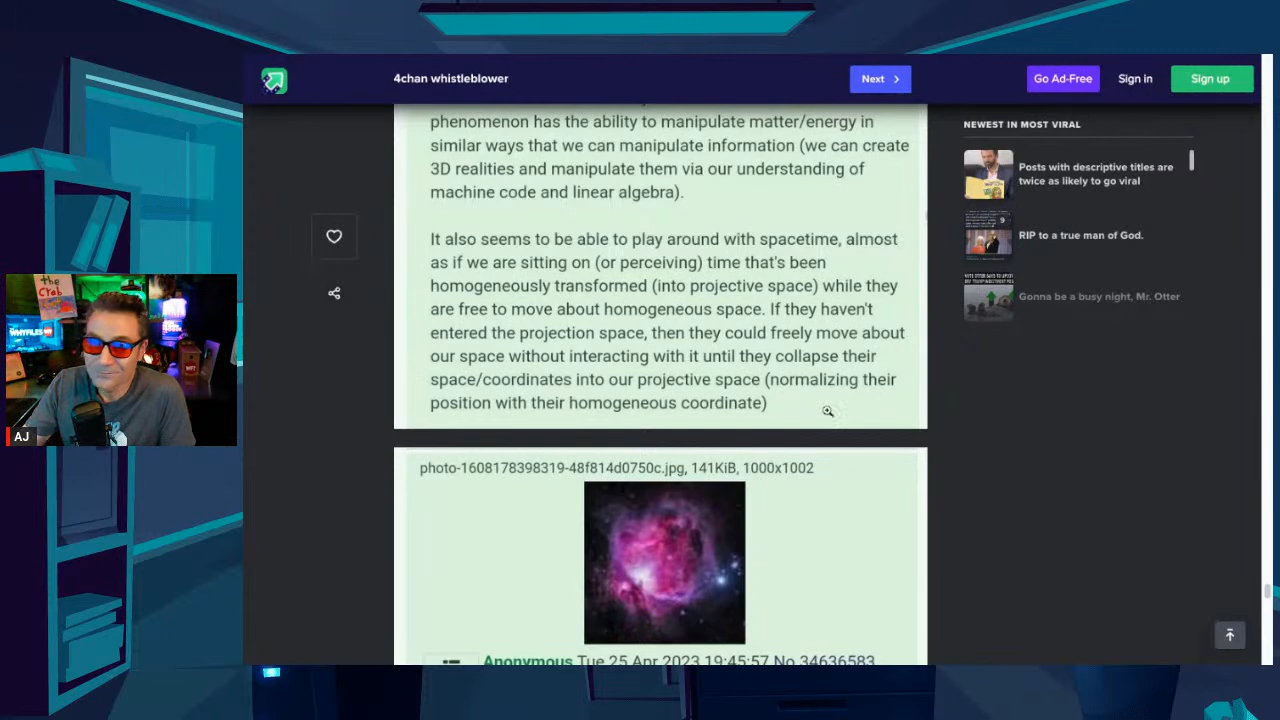 4chan whistleblower
Next
Go Ad-Free
Sign in
Sign up
phenomenon has the ability to manipulate matter/energy in
similar ways that we can manipulate information (we can create
3D realities and manipulate them via our understanding of
machine code and linear algebra).
It also seems to be able to play around with spacetime, almost
as if we are sitting on (or perceiving) time that's been
homogeneously transformed (into projective space) while they
are free to move about homogeneous space. If they haven't
entered the projection space, then they could freely move about
our space without interacting with it until they collapse their
space/coordinates into our projective space (normalizing their
position with their homogeneous coordinate)
photo-1608178398319-48f814d0750c.jpg, 141KiB, 1000x1002
Anonymous Tue 25 Apr 2023 19:45:57 No.34636583
NEWEST IN MOST VIRAL
Posts with descriptive titles are
twice as likely to go viral
RIP to a true man of God.
Gonna be a busy night, Mr. Otter
the
Crab
AJ